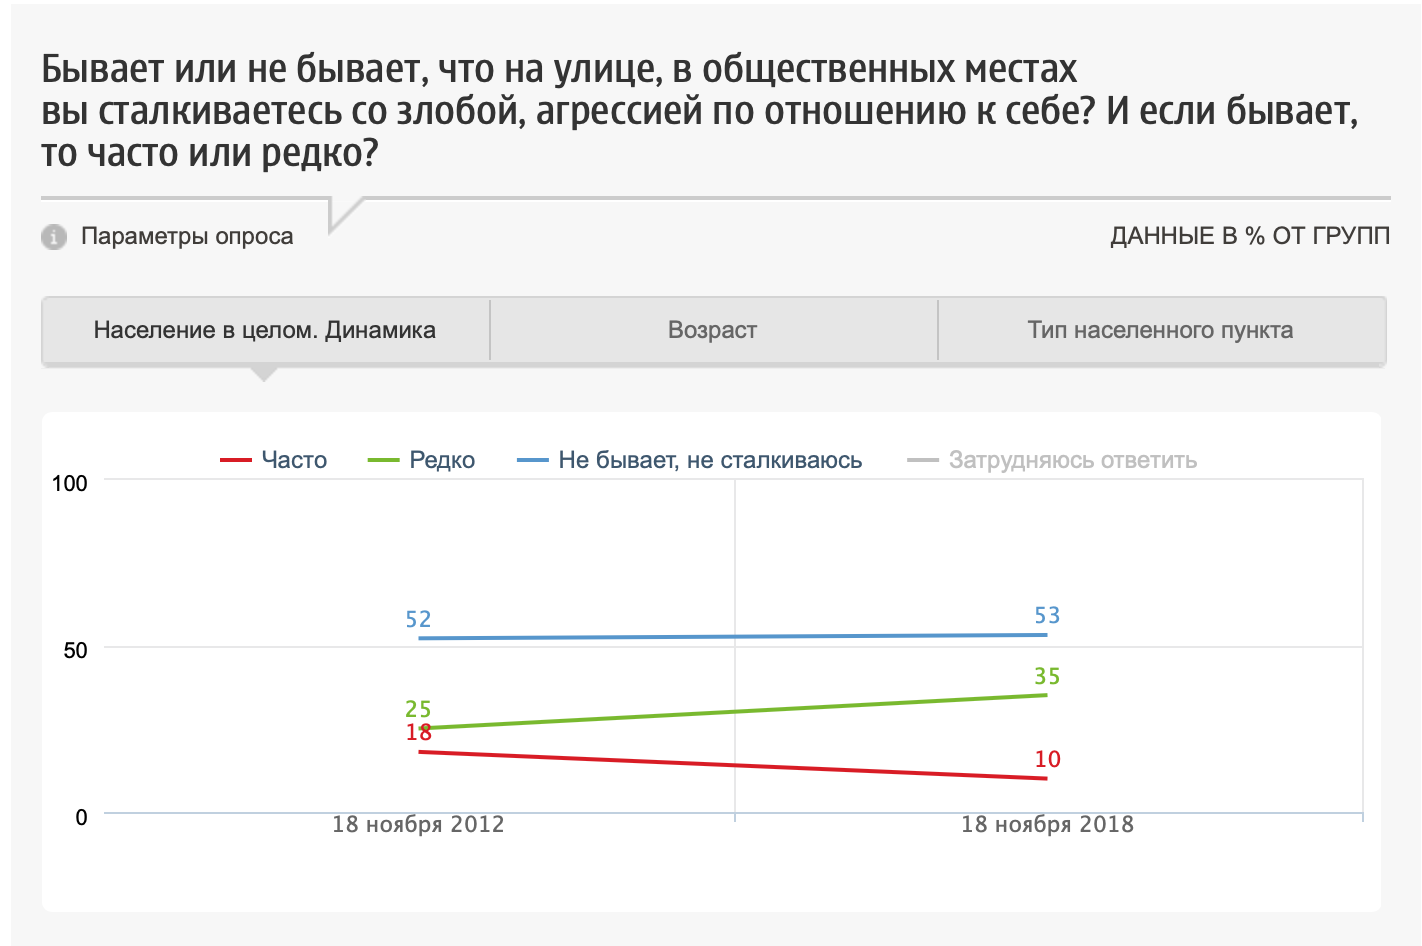 Бывает или не бывает, что на улице, в общественных местах
вы сталкиваетесь со злобой, агрессией по отношению к себе? И если бывает,
то часто или редко?
i Параметры опроса
ДАННЫЕ В % ОТ ГРУПП
Население в целом. Динамика
Возраст
Тип населенного пункта
Часто
Редко
Не бывает, не сталкиваюсь
Затрудняюсь ответить
100
50
0
52
53
25
35
18
10
18 ноября 2012
18 ноября 2018